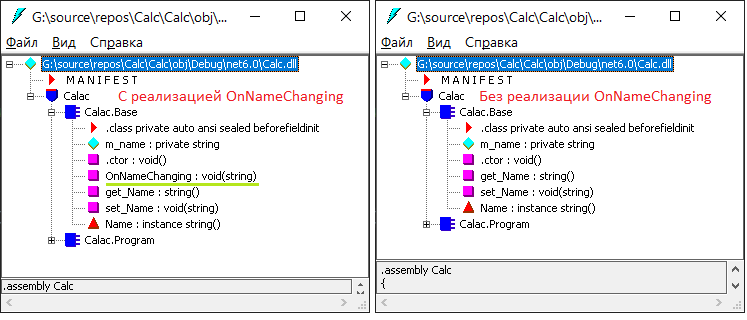 G:\source\repos\Calc\Calc\obj\...
Файл Вид Справка
G:\source\repos\Calc\Calc\obj\Debug\net6.0\Calc.dll
M A N I F E S T
Calac С реализацией OnNameChanging
Calac.Base
.class private auto ansi sealed beforefieldinit
m_name : private string
.ctor : void()
OnNameChanging : void(string)
get_Name : string()
set_Name : void(string)
Name : instance string()
Calac.Program
.assembly Calc
G:\source\repos\Calc\Calc\obj\...
Файл Вид Справка
G:\source\repos\Calc\Calc\obj\Debug\net6.0\Calc.dll
M A N I F E S T
Calac Без реализации OnNameChanging
Calac.Base
.class private auto ansi sealed beforefieldinit
m_name : private string
.ctor : void()
get_Name : string()
set_Name : void(string)
Name : instance string()
Calac.Program
.assembly Calc
{